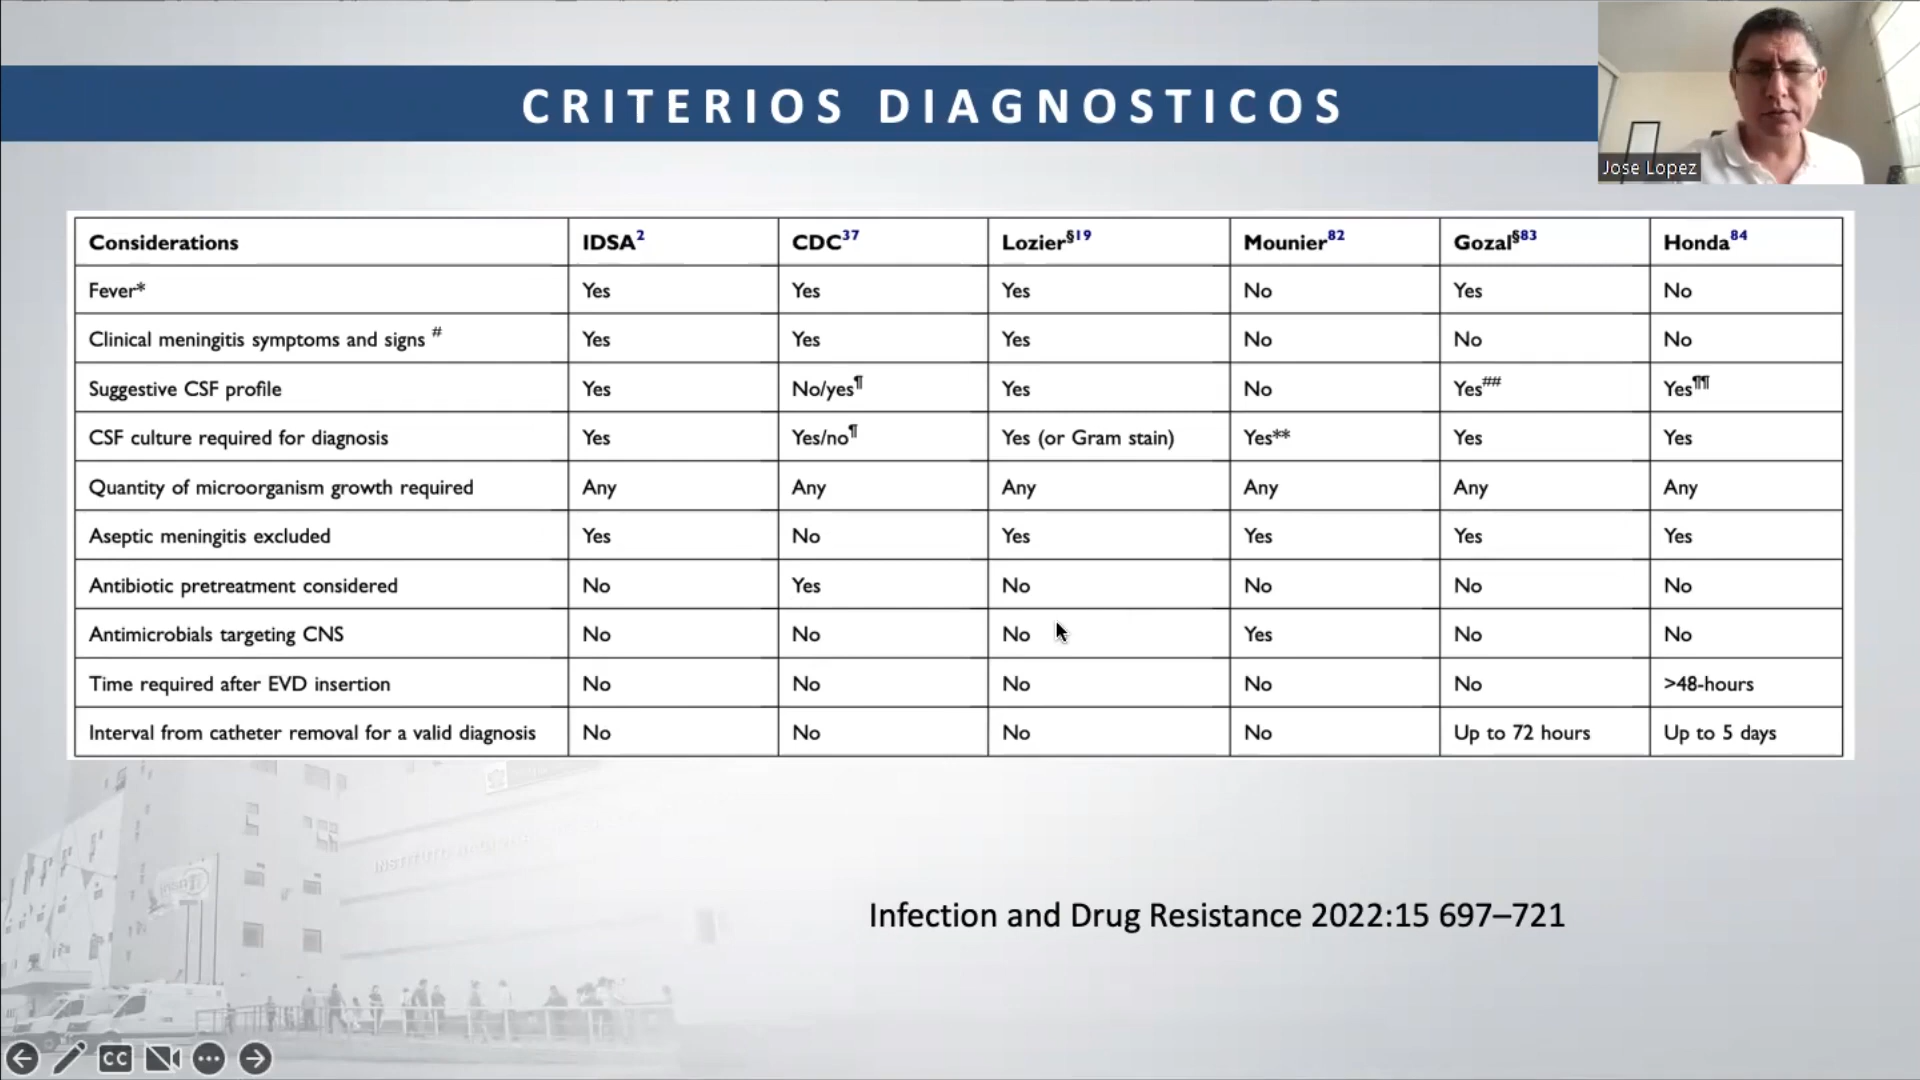 CRITERIOS DIAGNOSTICOS
Jose Lopez
Considerations IDSA2 CDC37 Lozier§19 Mounier82 Gozal§83 Honda84
Fever* Yes Yes Yes No Yes No
Clinical meningitis symptoms and signs # Yes Yes Yes No No No
Suggestive CSF profile Yes No/yes¶ Yes No Yes## Yes¶¶
CSF culture required for diagnosis Yes Yes/no¶ Yes (or Gram stain) Yes** Yes Yes
Quantity of microorganism growth required Any Any Any Any Any Any
Aseptic meningitis excluded Yes No Yes Yes Yes Yes
Antibiotic pretreatment considered No Yes No No No No
Antimicrobials targeting CNS No No No Yes No No
Time required after EVD insertion No No No No No >48-hours
Interval from catheter removal for a valid diagnosis No No No No Up to 72 hours Up to 5 days
INSTITUTO
Infection and Drug Resistance 2022:15 697–721
CC